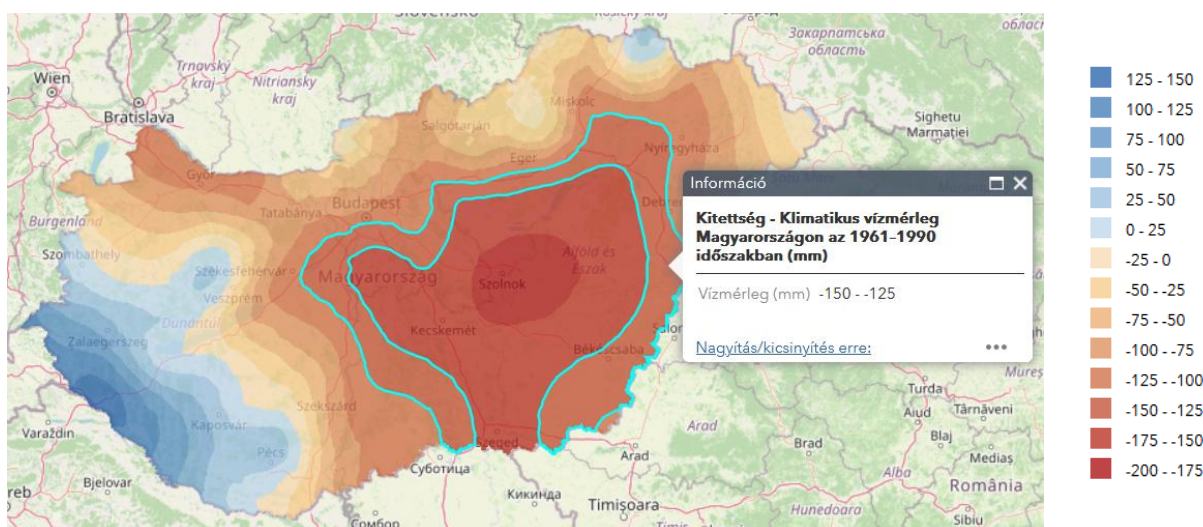 Slovensko
Košický kraj
Закарпатська
область
Trnavský
kraj
Nitriansky
kraj
Wien
Bratislava
Miskolc
Salgótarján
Sighetu
Marmației
Nyíregyháza
Eger
Győr
Budapest
Tatabánya
Burgenland
Szombathely
Székesfehérvár
Magyarország
Alföld és
Észak
Veszprém
Szolnok
Dunántúl
Zalaegerszeg
Kecskemét
Békéscsaba
Szekszárd
Kaposvár
Pécs
Szeged
Varaždin
Bjelovar
Суботица
Arad
Arad
Кикинда
Сомбор
Timișoara
Timiș
Brad
Alba
Hunedoara
Turda
Târnăveni
Aiud
Blaj
Mediaș
România
Sibiu
Mureș
Információ
Kitettség - Klimatikus vízmérleg
Magyarországon az 1961–1990
időszakban (mm)
Vízmérleg (mm) -150 - -125
Nagyítás/kicsinyítés erre:
125 - 150
100 - 125
75 - 100
50 - 75
25 - 50
0 - 25
-25 - 0
-50 - -25
-75 - -50
-100 - -75
-125 - -100
-150 - -125
-175 - -150
-200 - -175